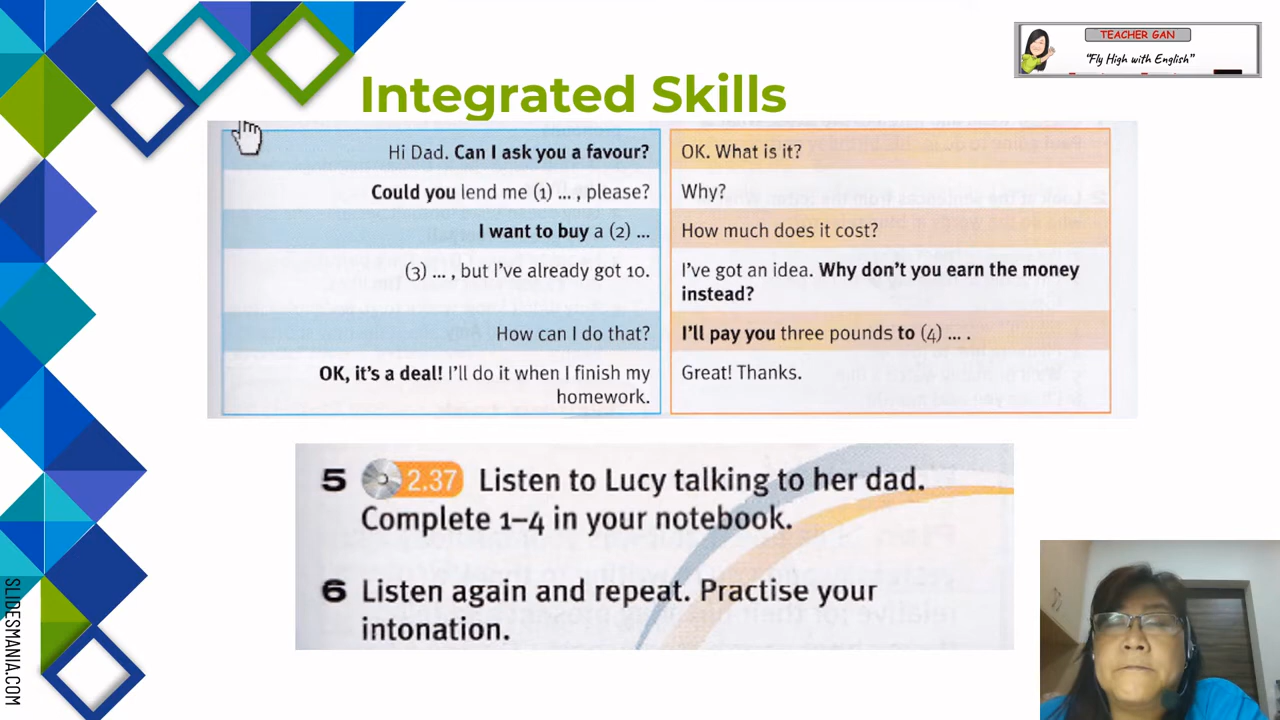 TEACHER GAN
"Fly High with English"
Integrated Skills
Hi Dad. Can I ask you a favour?
OK. What is it?
Could you lend me (1) ... , please?
Why?
I want to buy a (2) ...
How much does it cost?
(3) ... , but I've already got 10.
I've got an idea. Why don't you earn the money
instead?
How can I do that?
I'll pay you three pounds to (4) ... .
OK, it's a deal! I'll do it when I finish my
homework.
Great! Thanks.
5 2.37 Listen to Lucy talking to her dad.
Complete 1–4 in your notebook.
6 Listen again and repeat. Practise your
intonation.
SLIDESMANIA.COM